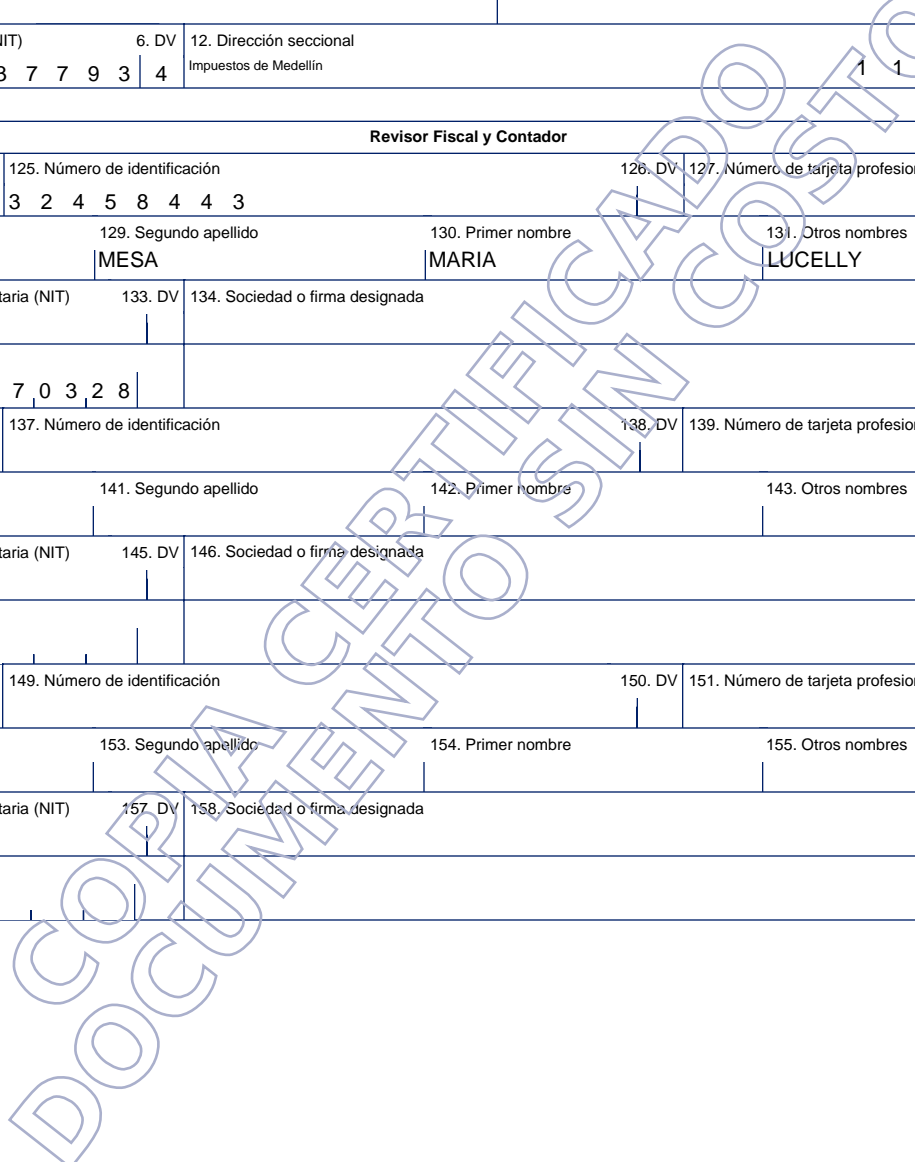 NIT) 6. DV 12. Dirección seccional
8 7 7 9 3 4 Impuestos de Medellín 1 1
Revisor Fiscal y Contador
125. Número de identificación 126. DV 127. Número de tarjeta profesion
3 2 4 5 8 4 4 3
129. Segundo apellido 130. Primer nombre 131. Otros nombres
MESA MARIA LUCELLY
taria (NIT) 133. DV 134. Sociedad o firma designada
7 0 3 2 8
137. Número de identificación 138. DV 139. Número de tarjeta profesion
141. Segundo apellido 142. Primer nombre 143. Otros nombres
taria (NIT) 145. DV 146. Sociedad o firma designada
149. Número de identificación 150. DV 151. Número de tarjeta profesion
153. Segundo apellido 154. Primer nombre 155. Otros nombres
taria (NIT) 157. DV 158. Sociedad o firma designada
COPIA CERTIFICADO
DOCUMENTO SIN COSTO